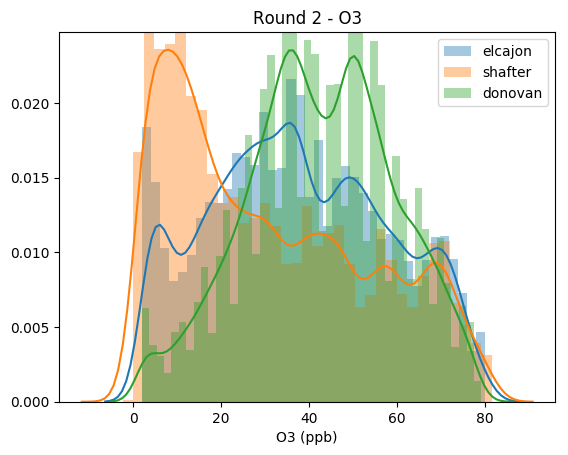 Round 2 - O3
elcajon
shafter
donovan
0.020
0.015
0.010
0.005
0.000
0 20 40 60 80
O3 (ppb)